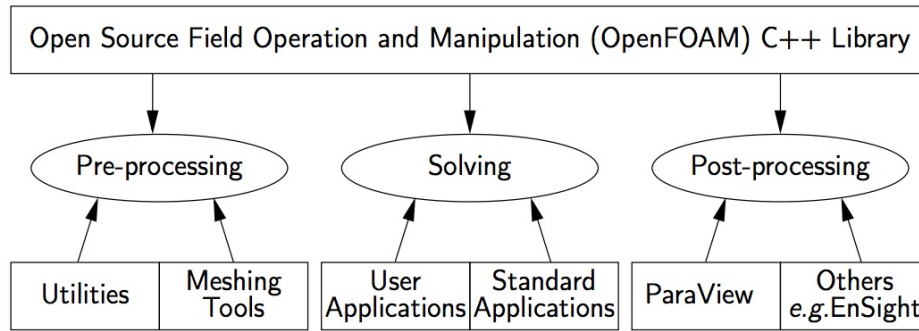 Open Source Field Operation and Manipulation (OpenFOAM) C++ Library
Pre-processing
Solving
Post-processing
Utilities
Meshing
Tools
User
Applications
Standard
Applications
ParaView
Others
e.g.EnSight